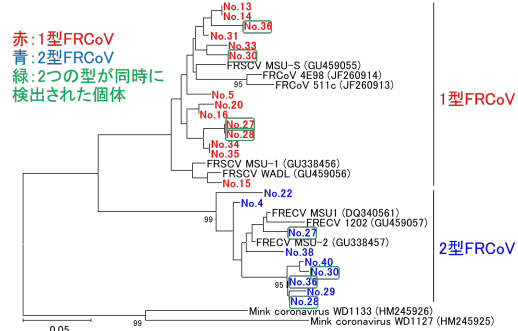 赤：1型FRCoV
青：2型FRCoV
緑：2つの型が同時に
検出された個体
No.13
No.14
No.36
No.31
No.33
No.30
FRSCV MSU-S (GU459055)
FRCoV 4E98 (JF260914)
95
FRCoV 511c (JF260913)
No.5
No.20
No.16
No.27
No.28
No.34
No.35
FRSCV MSU-1 (GU338456)
FRSCV WADL (GU459056)
No.15
1型FRCoV
No.22
No.4
99
FRECV MSU1 (DQ340561)
FRECV 1202 (GU459057)
No.27
FRECV MSU-2 (GU338457)
No.38
No.40
No.30
95
No.36
No.29
No.28
2型FRCoV
Mink coronavirus WD1133 (HM245926)
99
Mink coronavirus WD1127 (HM245925)
0.05